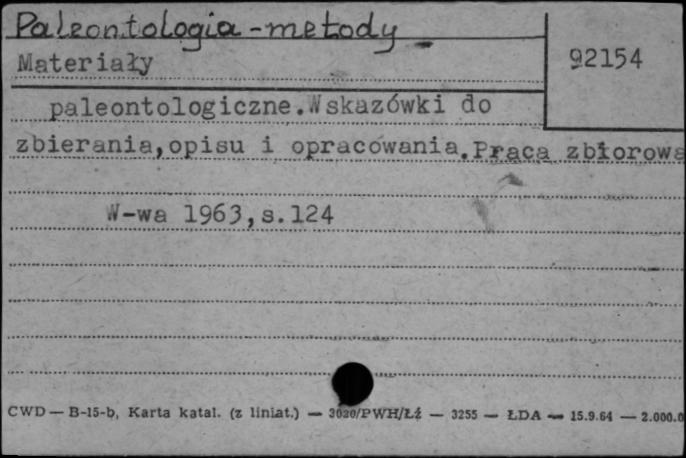 Paleontologia - metody
Materiały
92154
paleontologiczne.Wskazówki do
zbierania,opisu i opracowania.Praca zbiorowa
W-wa 1963,s.124
CWD — B-15-b, Karta katal. (z liniat.) — 3020/PWH/Łź — 3255 — ŁDA — 15.9.64 — 2.000.0